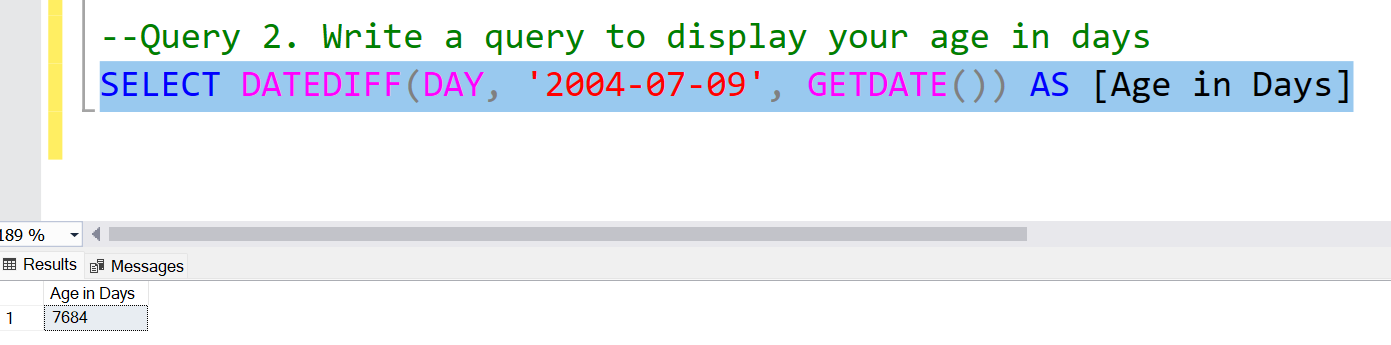 --Query 2. Write a query to display your age in days
SELECT DATEDIFF(DAY, '2004-07-09', GETDATE()) AS [Age in Days]
189 %
Results Messages
Age in Days
1 7684